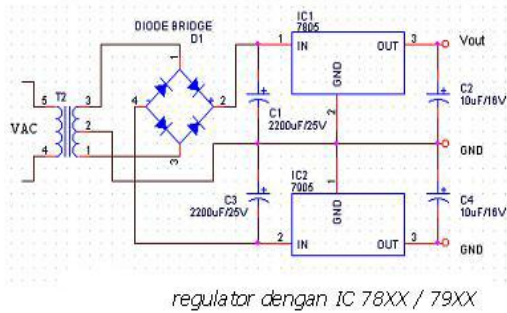 DIODE BRIDGE
D1
IC1
7805
1 IN OUT 3
GND
2
Vout
T2
5 3
2
4 1
VAC
1
4 2
3
C1
2200uF/25V
C2
10uF/16V
GND
C3
2200uF/25V
IC2
7905
1
GND
2 IN OUT 3
C4
10uF/16V
GND
regulator dengan IC 78XX / 79XX